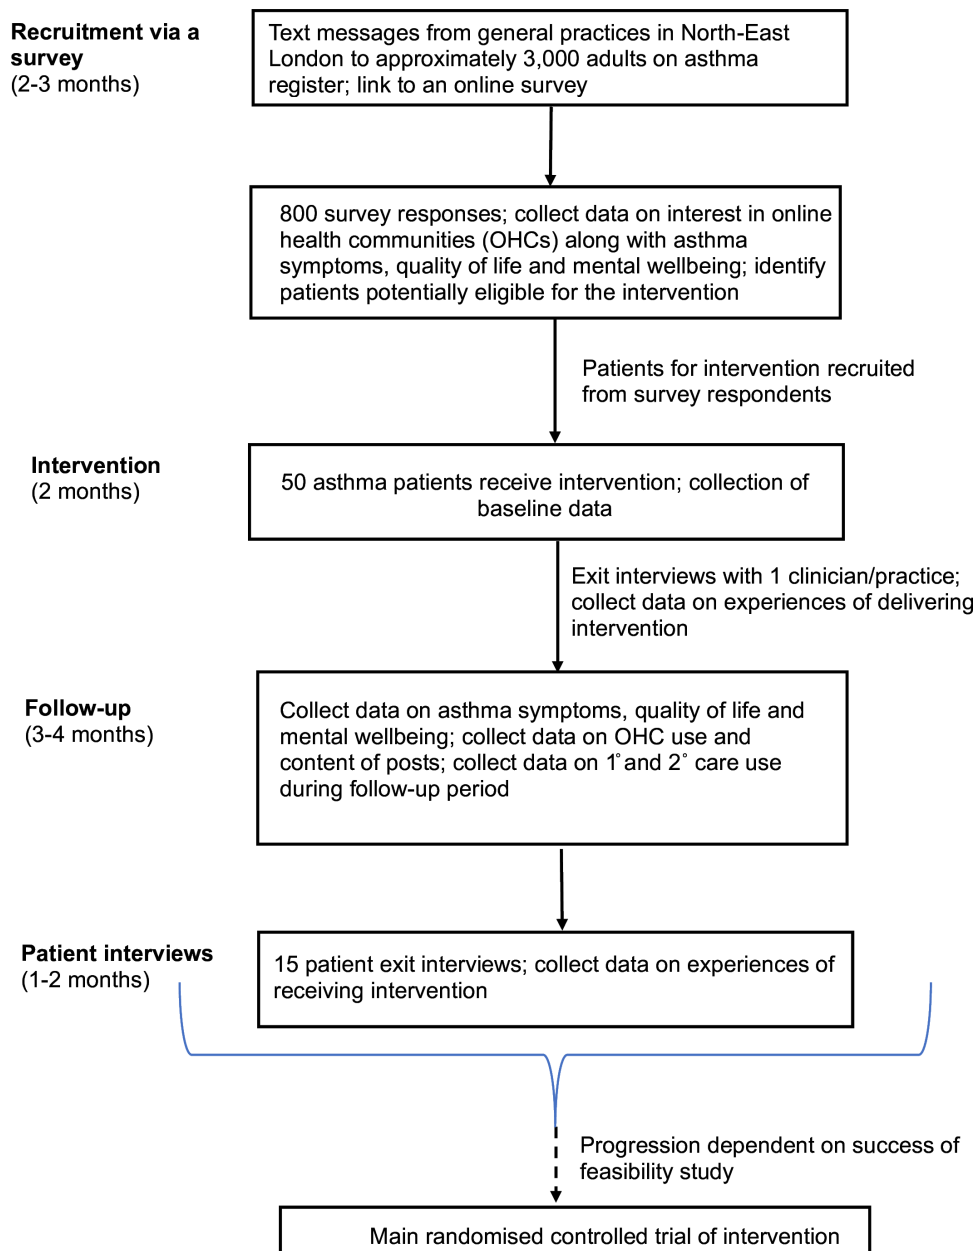 Recruitment via a
survey
(2-3 months)
Text messages from general practices in North-East
London to approximately 3,000 adults on asthma
register; link to an online survey
800 survey responses; collect data on interest in online
health communities (OHCs) along with asthma
symptoms, quality of life and mental wellbeing; identify
patients potentially eligible for the intervention
Patients for intervention recruited
from survey respondents
Intervention
(2 months)
50 asthma patients receive intervention; collection of
baseline data
Exit interviews with 1 clinician/practice;
collect data on experiences of delivering
intervention
Follow-up
(3-4 months)
Collect data on asthma symptoms, quality of life and
mental wellbeing; collect data on OHC use and
content of posts; collect data on 1° and 2° care use
during follow-up period
Patient interviews
(1-2 months)
15 patient exit interviews; collect data on experiences of
receiving intervention
Progression dependent on success of
feasibility study
Main randomised controlled trial of intervention